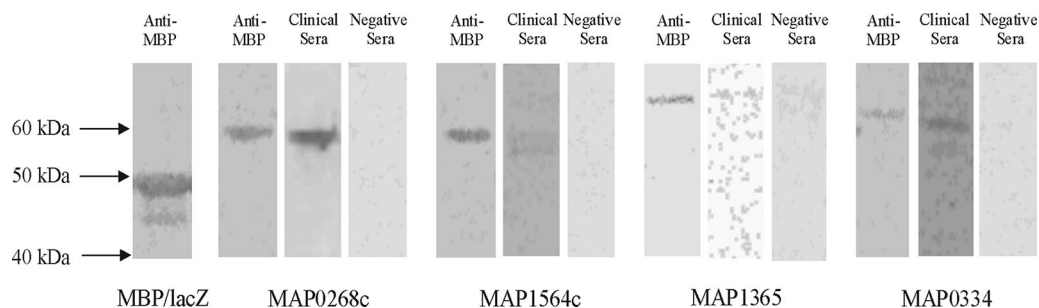 Anti-
MBP
Anti-
MBP
Clinical
Sera
Negative
Sera
Anti-
MBP
Clinical
Sera
Negative
Sera
Anti-
MBP
Clinical
Sera
Negative
Sera
Anti-
MBP
Clinical
Sera
Negative
Sera
60 kDa
50 kDa
40 kDa
MBP/lacZ
MAP0268c
MAP1564c
MAP1365
MAP0334